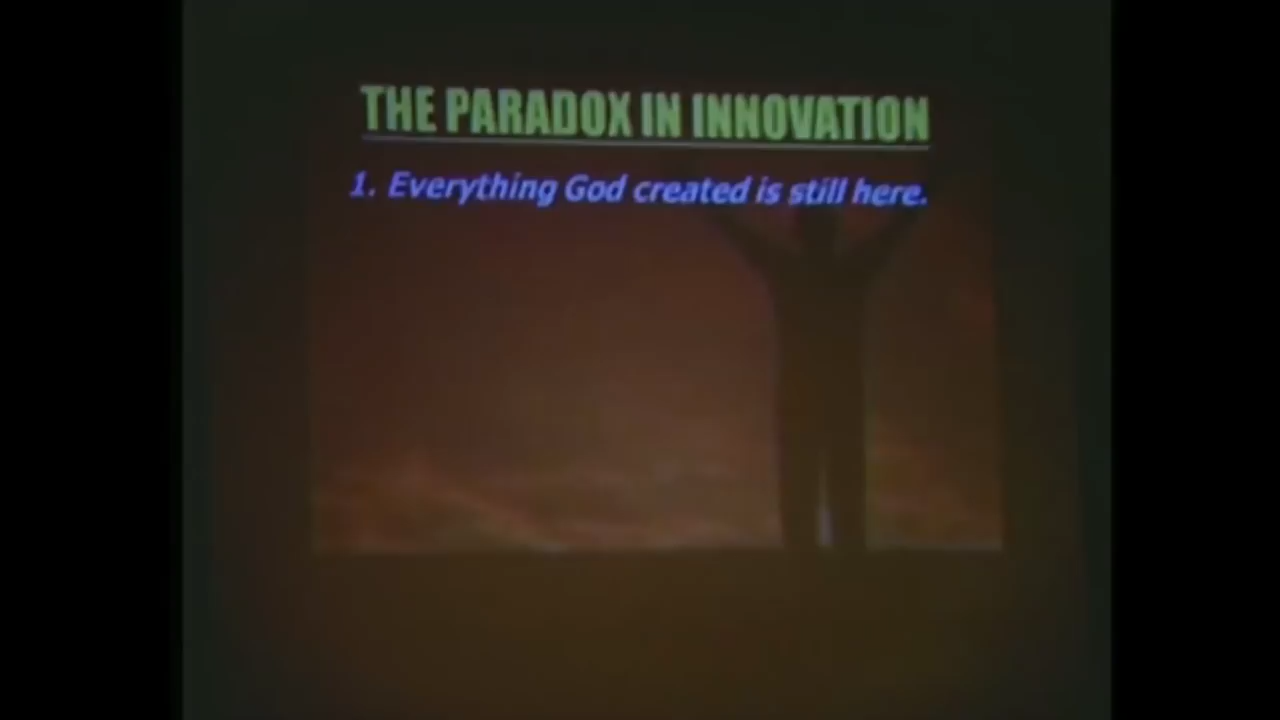 THE PARADOX IN INNOVATION
1. Everything God created is still here.